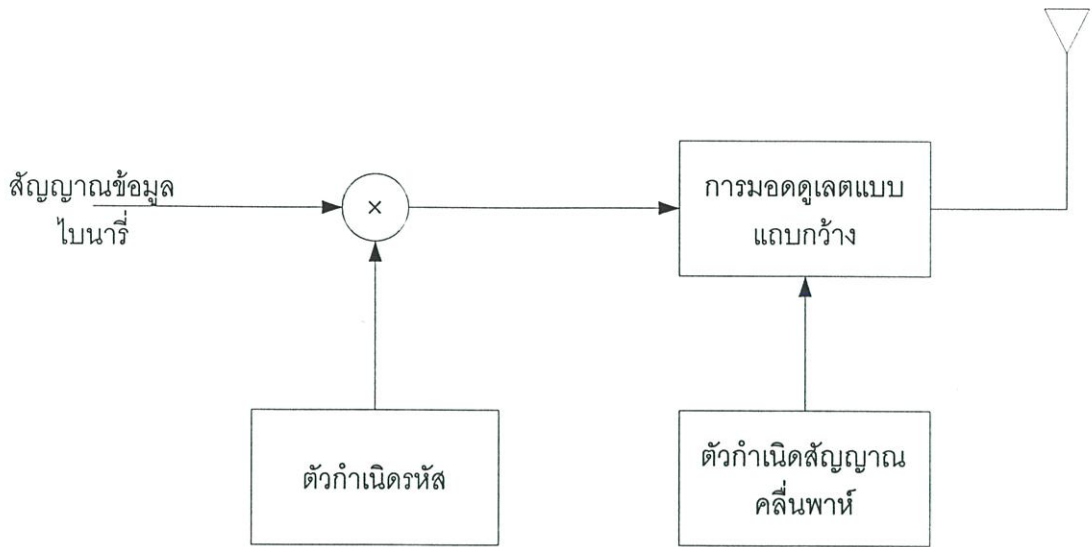 สัญญาณข้อมูล
ไบนารี่
×
การมอดดูเลตแบบ
แถบกว้าง
ตัวกำเนิดรหัส
ตัวกำเนิดสัญญาณ
คลื่นพาห์